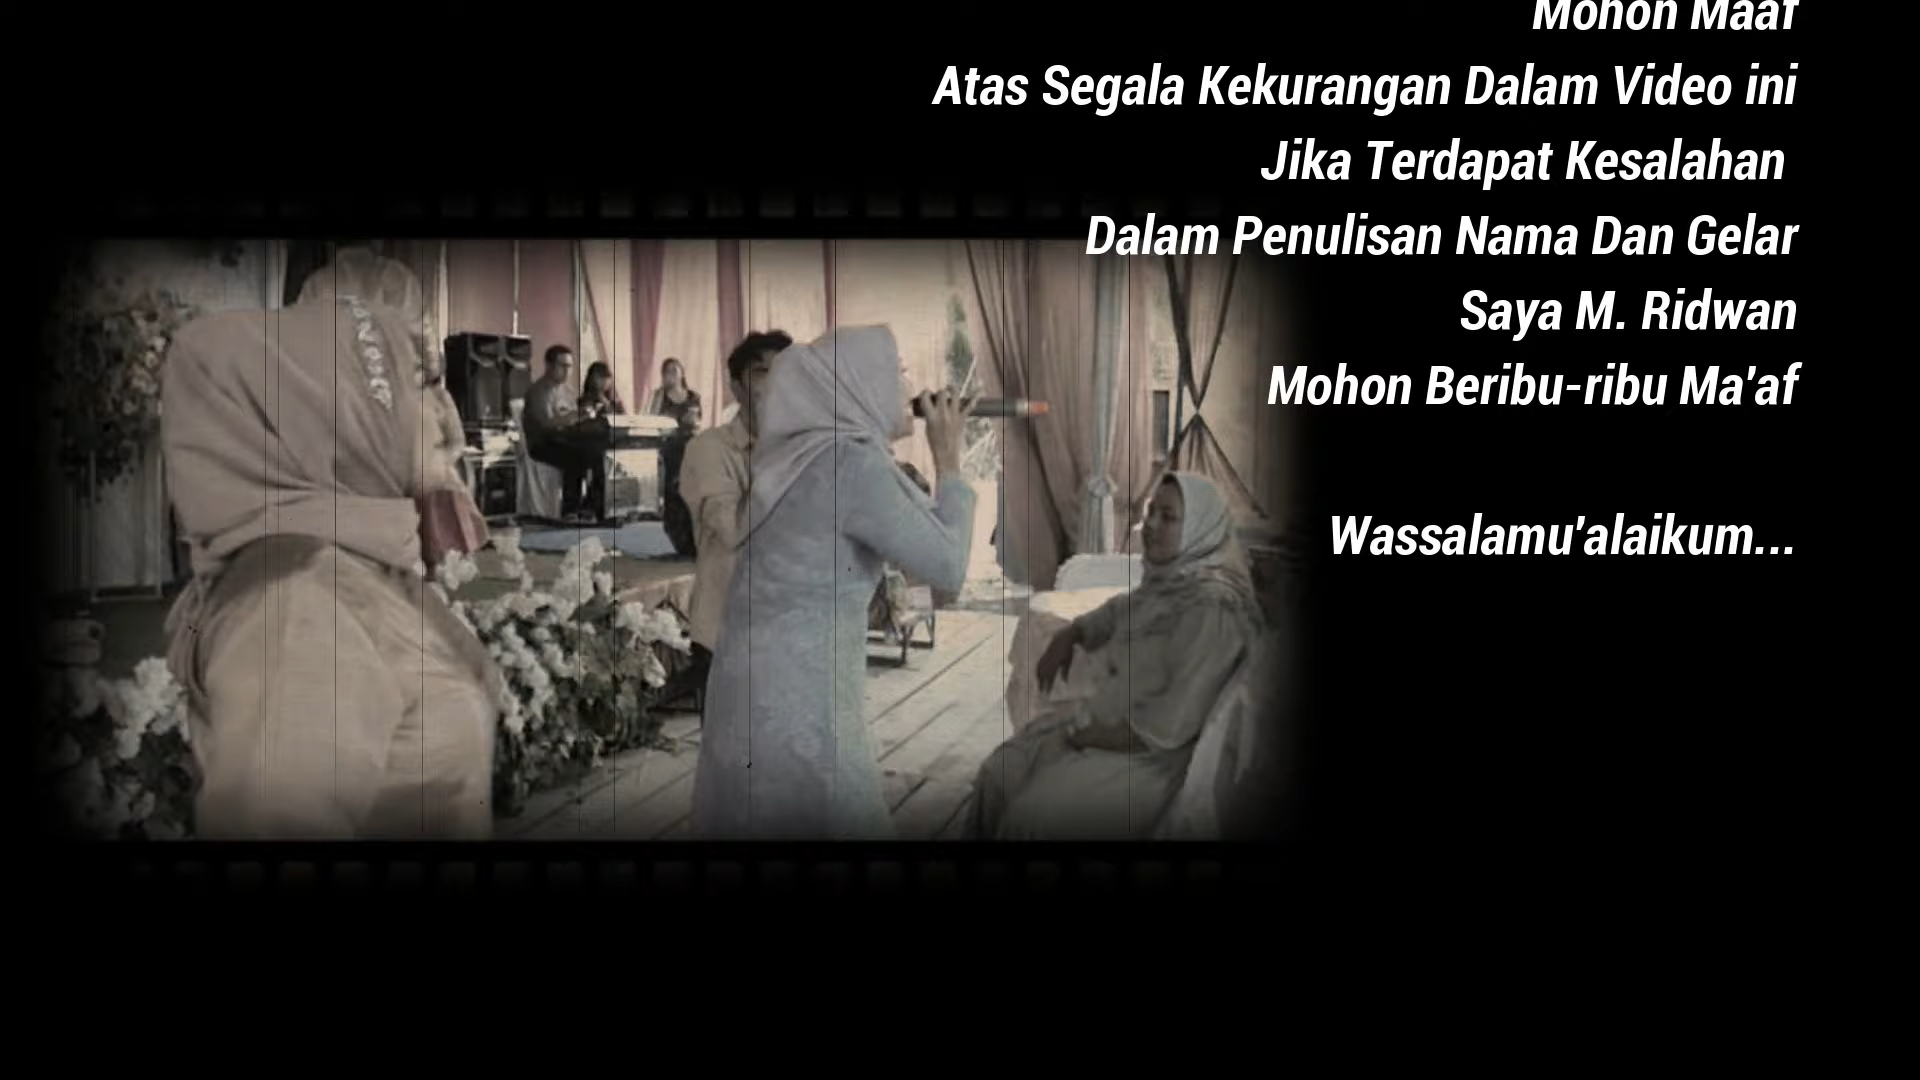 Mohon Maaf
Atas Segala Kekurangan Dalam Video ini
Jika Terdapat Kesalahan
Dalam Penulisan Nama Dan Gelar
Saya M. Ridwan
Mohon Beribu-ribu Ma'af
Wassalamu'alaikum...